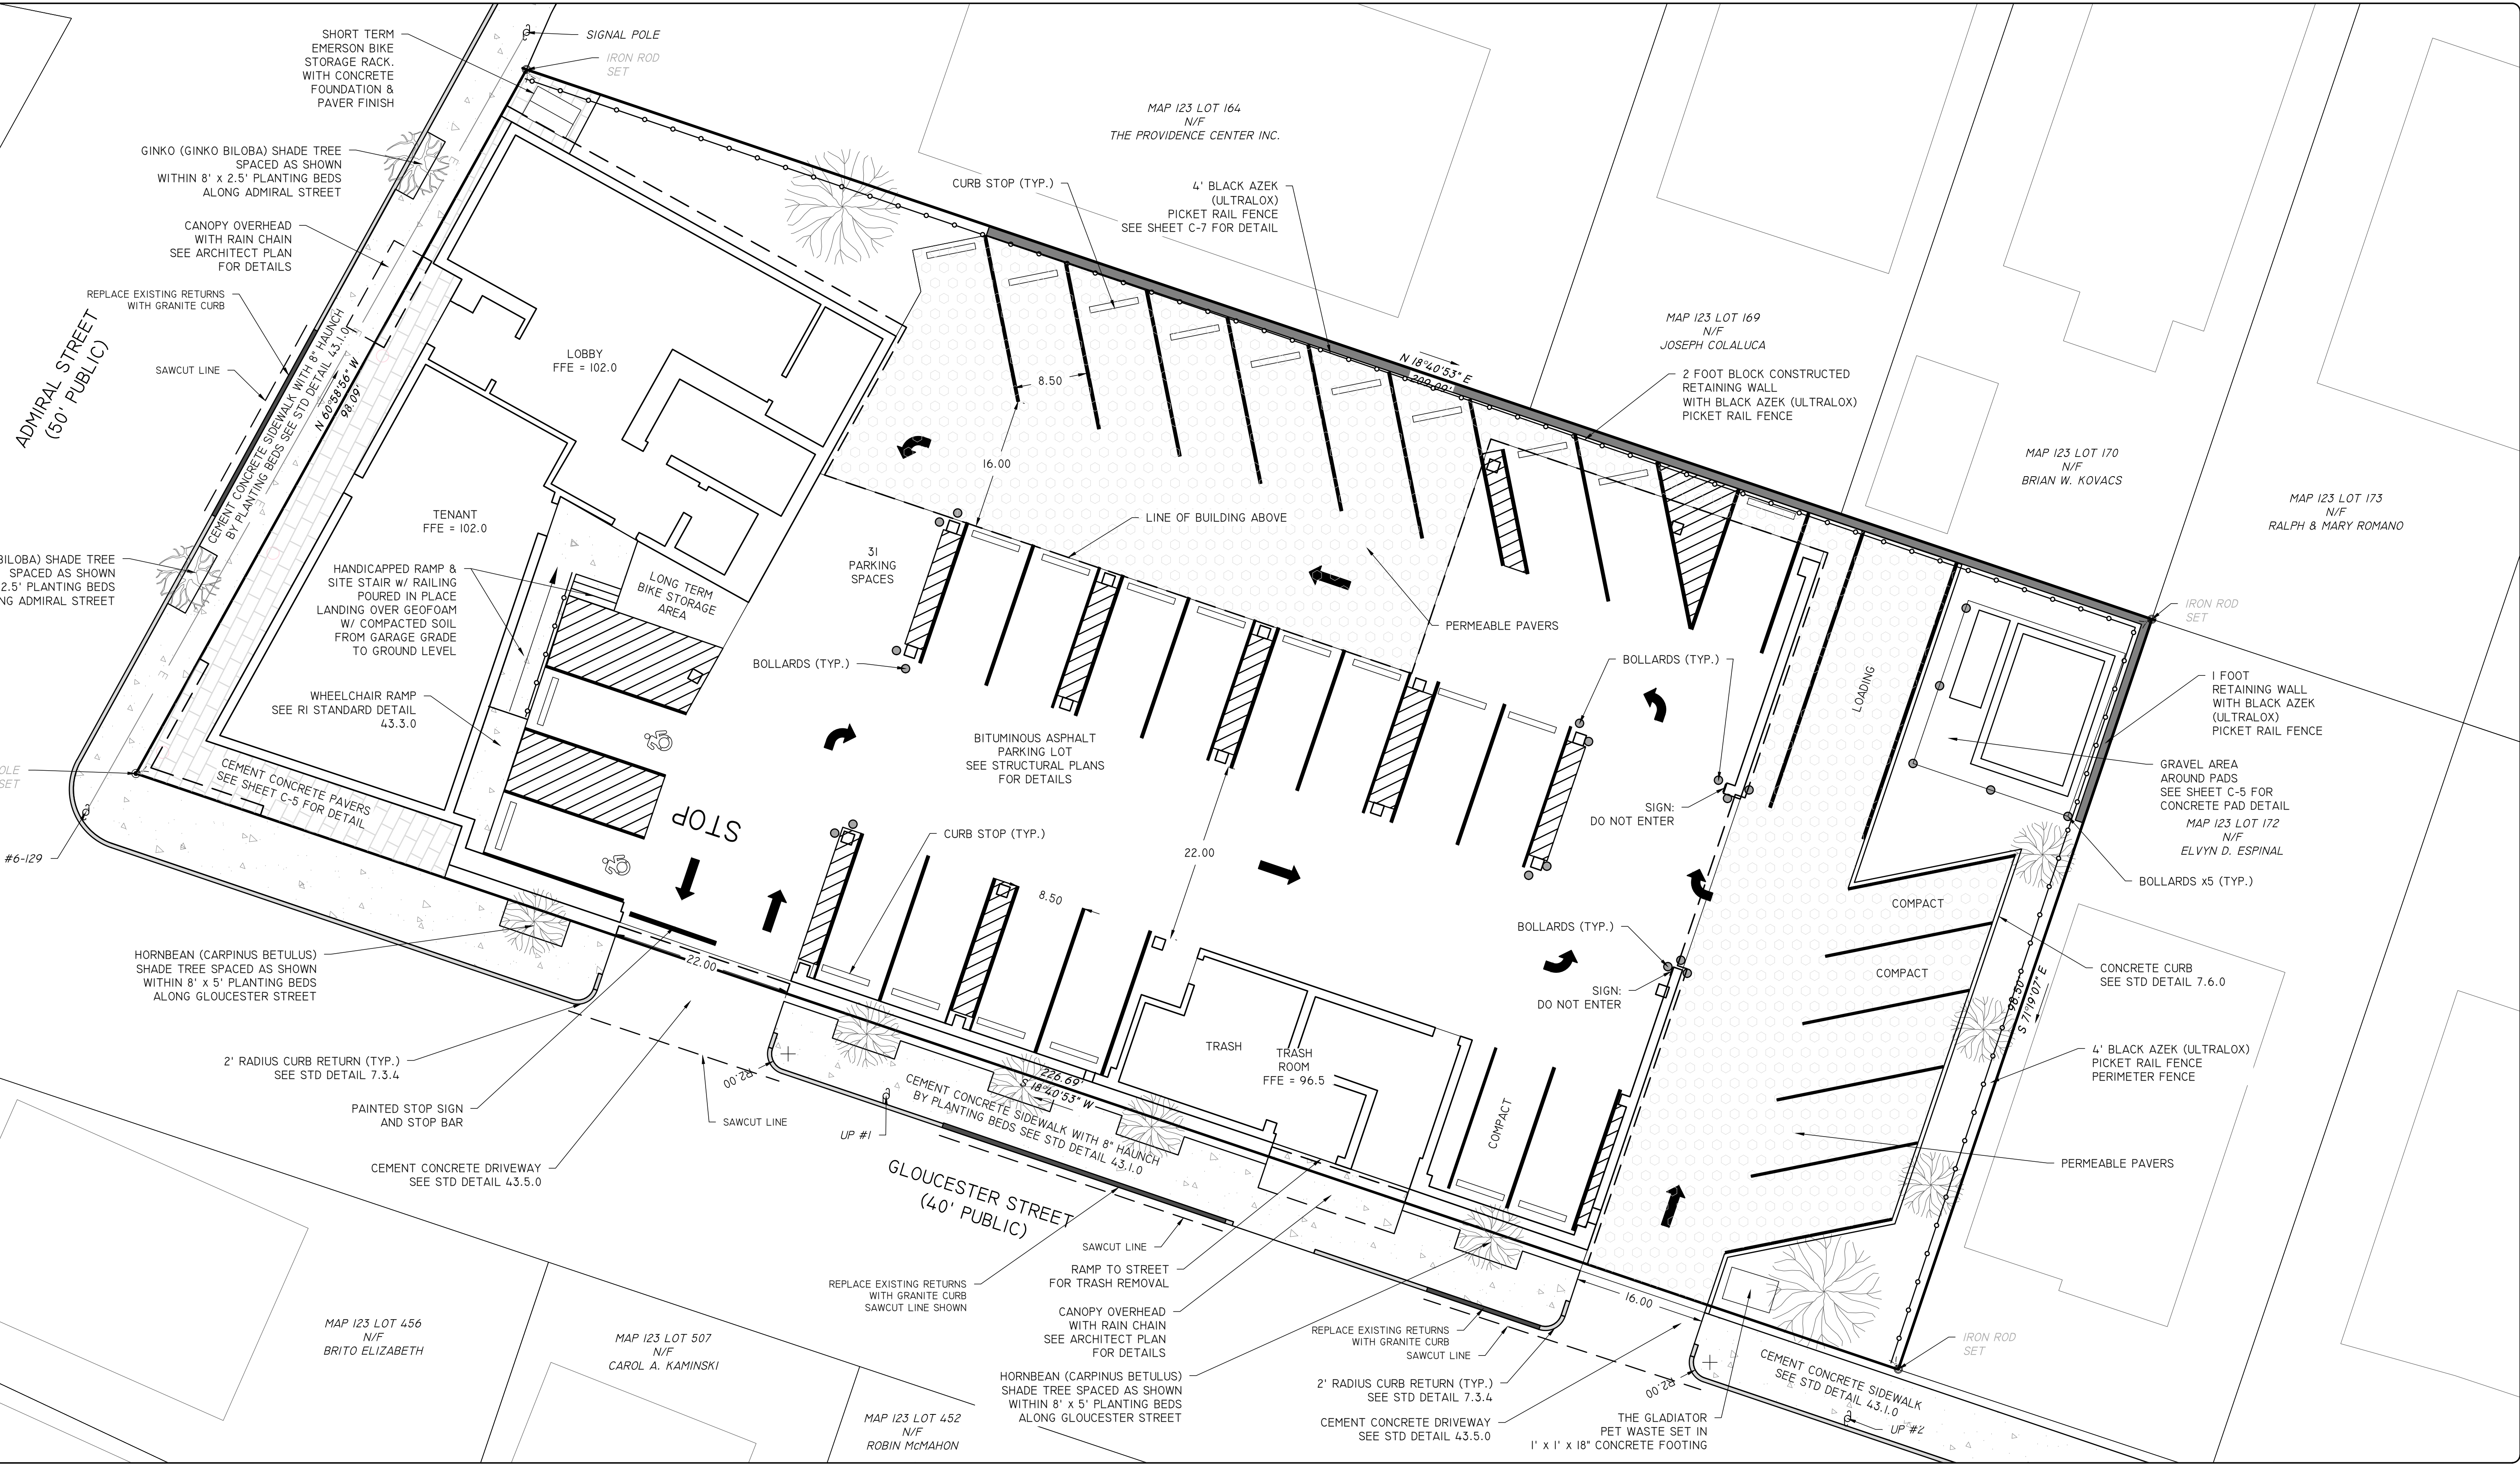 SHORT TERM
EMERSON BIKE
STORAGE RACK.
WITH CONCRETE
FOUNDATION &
PAVER FINISH
SIGNAL POLE
IRON ROD
SET
GINKO (GINKO BILOBA) SHADE TREE
SPACED AS SHOWN
WITHIN 8' x 2.5' PLANTING BEDS
ALONG ADMIRAL STREET
CANOPY OVERHEAD
WITH RAIN CHAIN
SEE ARCHITECT PLAN
FOR DETAILS
REPLACE EXISTING RETURNS
WITH GRANITE CURB
ADMIRAL STREET
(50' PUBLIC)
SAWCUT LINE
CEMENT CONCRETE SIDEWALK WITH 8" HAUNCH
BY PLANTING BEDS SEE STD DETAIL 43.1.0
N 60°58'56" W
98.09'
MAP 123 LOT 164
N/F
THE PROVIDENCE CENTER INC.
CURB STOP (TYP.)
4' BLACK AZEK
(ULTRALOX)
PICKET RAIL FENCE
SEE SHEET C-7 FOR DETAIL
LOBBY
FFE = 102.0
8.50
16.00
N 18°40'53" E
209.09'
MAP 123 LOT 169
N/F
JOSEPH COLALUCA
2 FOOT BLOCK CONSTRUCTED
RETAINING WALL
WITH BLACK AZEK (ULTRALOX)
PICKET RAIL FENCE
MAP 123 LOT 170
N/F
BRIAN W. KOVACS
MAP 123 LOT 173
N/F
RALPH & MARY ROMANO
TENANT
FFE = 102.0
LINE OF BUILDING ABOVE
31
PARKING
SPACES
BILOBA) SHADE TREE
SPACED AS SHOWN
2.5' PLANTING BEDS
NG ADMIRAL STREET
HANDICAPPED RAMP &
SITE STAIR W/ RAILING
POURED IN PLACE
LANDING OVER GEOFOAM
W/ COMPACTED SOIL
FROM GARAGE GRADE
TO GROUND LEVEL
LONG TERM
BIKE STORAGE
AREA
PERMEABLE PAVERS
IRON ROD
SET
BOLLARDS (TYP.)
BOLLARDS (TYP.)
LOADING
1 FOOT
RETAINING WALL
WITH BLACK AZEK
(ULTRALOX)
PICKET RAIL FENCE
WHEELCHAIR RAMP
SEE RI STANDARD DETAIL
43.3.0
BITUMINOUS ASPHALT
PARKING LOT
SEE STRUCTURAL PLANS
FOR DETAILS
OLE
SET
CEMENT CONCRETE PAVERS
SEE SHEET C-5 FOR DETAIL
STOP
GRAVEL AREA
AROUND PADS
SEE SHEET C-5 FOR
CONCRETE PAD DETAIL
SIGN:
DO NOT ENTER
MAP 123 LOT 172
N/F
ELVYN D. ESPINAL
#6-129
CURB STOP (TYP.)
22.00
8.50
BOLLARDS x5 (TYP.)
COMPACT
BOLLARDS (TYP.)
COMPACT
HORNBEAN (CARPINUS BETULUS)
SHADE TREE SPACED AS SHOWN
WITHIN 8' x 5' PLANTING BEDS
ALONG GLOUCESTER STREET
22.00
CONCRETE CURB
SEE STD DETAIL 7.6.0
SIGN:
DO NOT ENTER
98.50'
S 71°19'07" E
TRASH
TRASH
ROOM
FFE = 96.5
2' RADIUS CURB RETURN (TYP.)
SEE STD DETAIL 7.3.4
R2.00
226.69'
S 18°40'53" W
4' BLACK AZEK (ULTRALOX)
PICKET RAIL FENCE
PERIMETER FENCE
PAINTED STOP SIGN
AND STOP BAR
SAWCUT LINE
UP #1
CEMENT CONCRETE SIDEWALK WITH 8" HAUNCH
BY PLANTING BEDS SEE STD DETAIL 43.1.0
COMPACT
CEMENT CONCRETE DRIVEWAY
SEE STD DETAIL 43.5.0
GLOUCESTER STREET
(40' PUBLIC)
PERMEABLE PAVERS
SAWCUT LINE
RAMP TO STREET
FOR TRASH REMOVAL
REPLACE EXISTING RETURNS
WITH GRANITE CURB
SAWCUT LINE SHOWN
CANOPY OVERHEAD
WITH RAIN CHAIN
SEE ARCHITECT PLAN
FOR DETAILS
16.00
MAP 123 LOT 456
N/F
BRITO ELIZABETH
MAP 123 LOT 507
N/F
CAROL A. KAMINSKI
REPLACE EXISTING RETURNS
WITH GRANITE CURB
SAWCUT LINE
IRON ROD
SET
HORNBEAN (CARPINUS BETULUS)
SHADE TREE SPACED AS SHOWN
WITHIN 8' x 5' PLANTING BEDS
ALONG GLOUCESTER STREET
2' RADIUS CURB RETURN (TYP.)
SEE STD DETAIL 7.3.4
R2.00
CEMENT CONCRETE SIDEWALK
SEE STD DETAIL 43.1.0
MAP 123 LOT 452
N/F
ROBIN McMAHON
CEMENT CONCRETE DRIVEWAY
SEE STD DETAIL 43.5.0
THE GLADIATOR
PET WASTE SET IN
1' x 1' x 18" CONCRETE FOOTING
UP #2